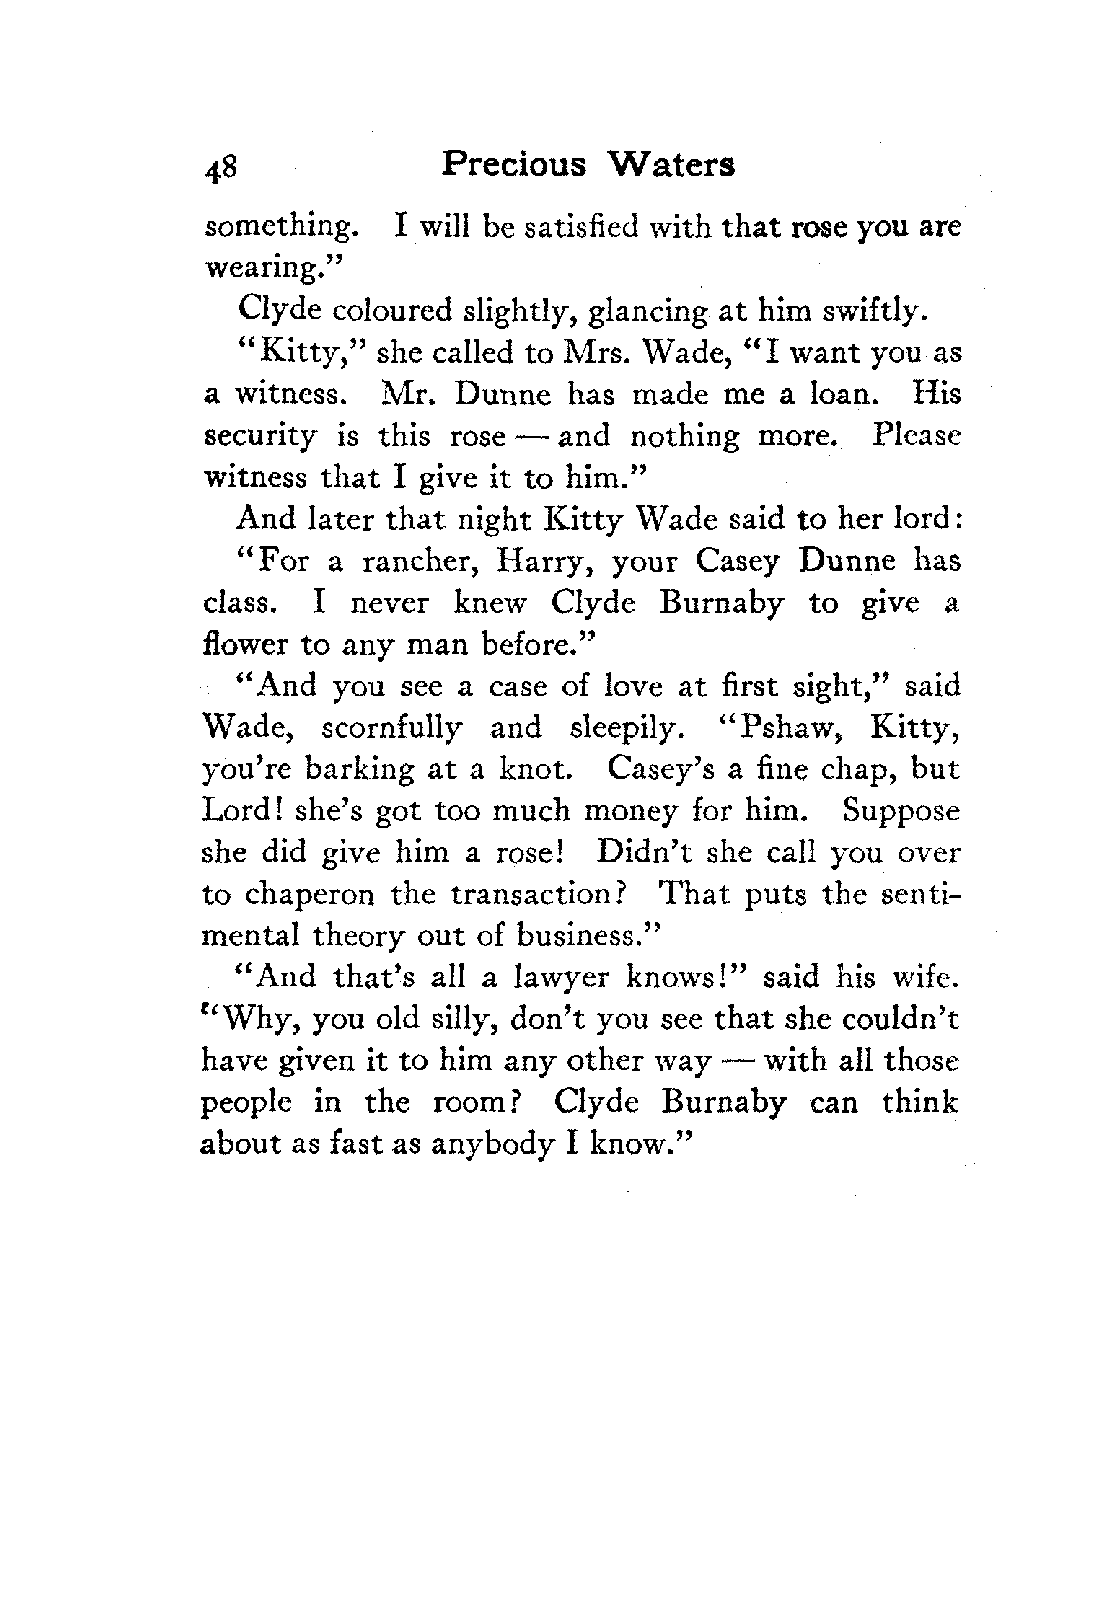 48 Precious Waters
something. I will be satisfied with that rose you are
wearing."
Clyde coloured slightly, glancing at him swiftly.
"Kitty," she called to Mrs. Wade, "I want you as
a witness. Mr. Dunne has made me a loan. His
security is this rose — and nothing more. Please
witness that I give it to him."
And later that night Kitty Wade said to her lord:
"For a rancher, Harry, your Casey Dunne has
class. I never knew Clyde Burnaby to give a
flower to any man before."
"And you see a case of love at first sight," said
Wade, scornfully and sleepily. "Pshaw, Kitty,
you're barking at a knot. Casey's a fine chap, but
Lord! she's got too much money for him. Suppose
she did give him a rose! Didn't she call you over
to chaperon the transaction? That puts the senti-
mental theory out of business."
"And that's all a lawyer knows!" said his wife.
"Why, you old silly, don't you see that she couldn't
have given it to him any other way — with all those
people in the room? Clyde Burnaby can think
about as fast as anybody I know."